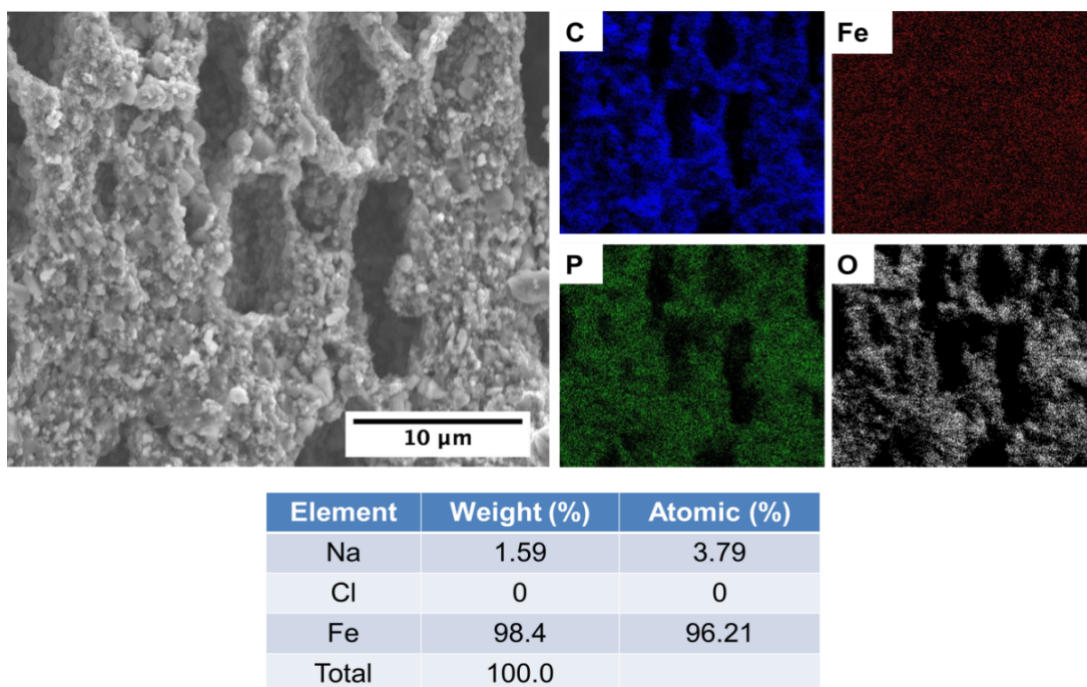 C
Fe
P
O
10 µm
Element Weight (%) Atomic (%)
Na 1.59 3.79
Cl 0 0
Fe 98.4 96.21
Total 100.0